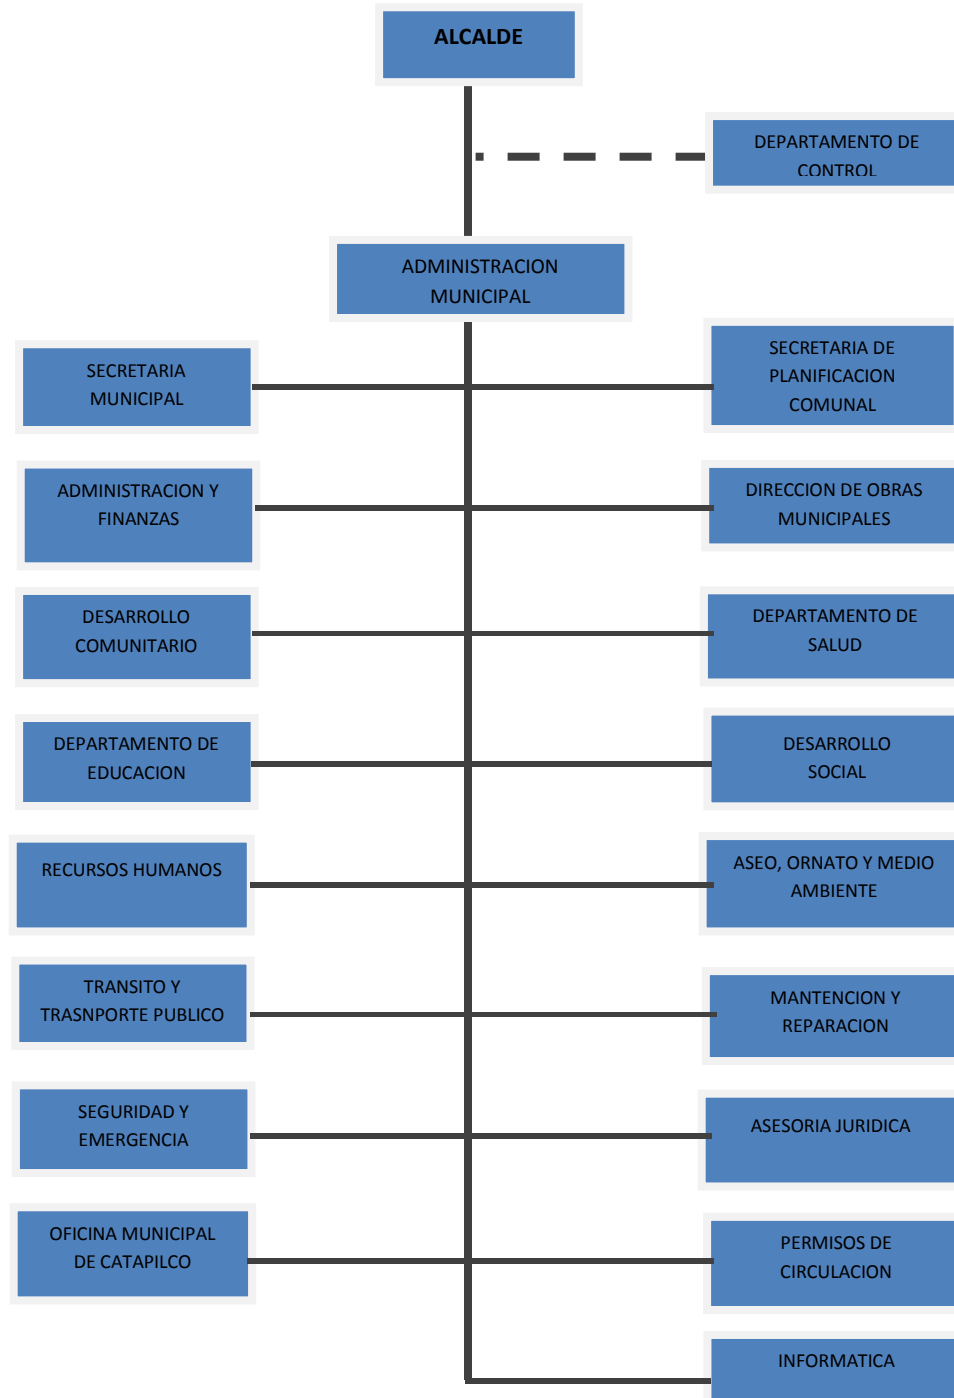 ALCALDE
DEPARTAMENTO DE
CONTROL
ADMINISTRACION
MUNICIPAL
SECRETARIA
MUNICIPAL
SECRETARIA DE
PLANIFICACION
COMUNAL
ADMINISTRACION Y
FINANZAS
DIRECCION DE OBRAS
MUNICIPALES
DESARROLLO
COMUNITARIO
DEPARTAMENTO DE
SALUD
DEPARTAMENTO DE
EDUCACION
DESARROLLO
SOCIAL
RECURSOS HUMANOS
ASEO, ORNATO Y MEDIO
AMBIENTE
TRANSITO Y
TRASNPORTE PUBLICO
MANTENCION Y
REPARACION
SEGURIDAD Y
EMERGENCIA
ASESORIA JURIDICA
OFICINA MUNICIPAL
DE CATAPILCO
PERMISOS DE
CIRCULACION
INFORMATICA